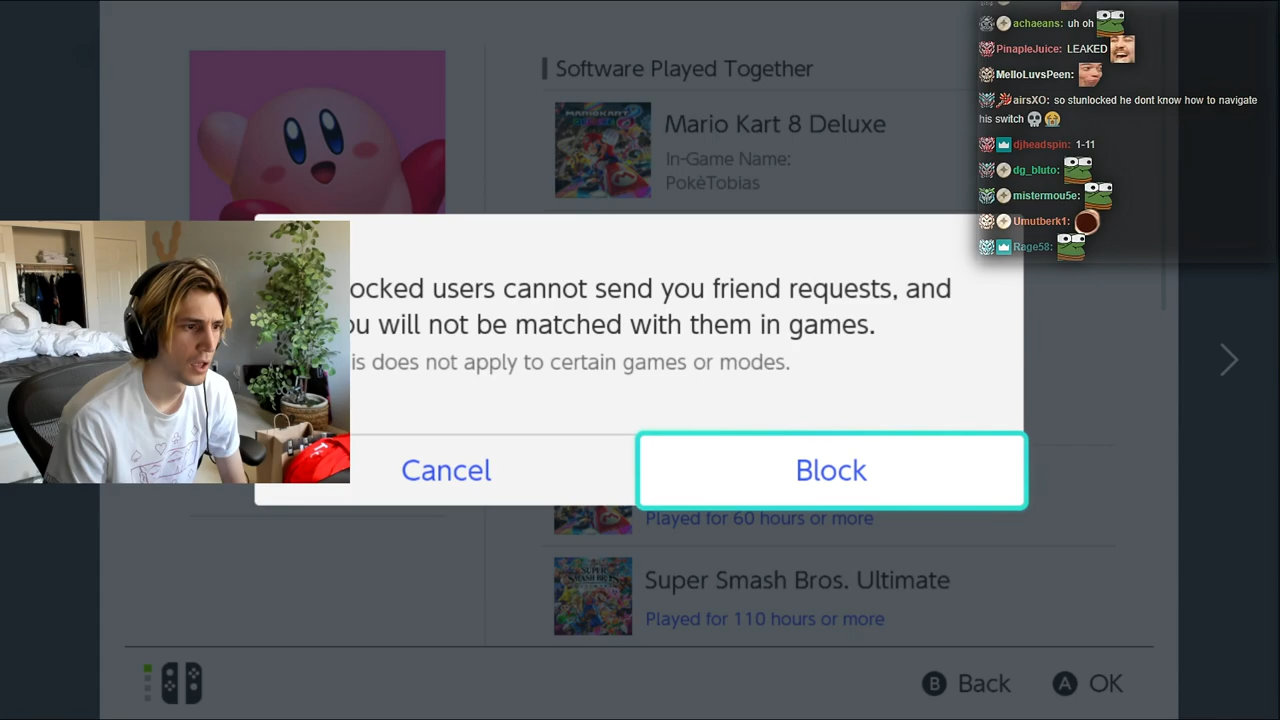 Software Played Together
Mario Kart 8 Deluxe
In-Game Name:
PokèTobias
ocked users cannot send you friend requests, and
ou will not be matched with them in games.
is does not apply to certain games or modes.
Cancel
Block
Played for 60 hours or more
Super Smash Bros. Ultimate
Played for 110 hours or more
B Back
A OK
achaeans: uh oh
PinapleJuice: LEAKED
MelloLuvsPeen:
airsXO: so stunlocked he dont know how to navigate
his switch 💀😭
djheadspin: 1-11
dg_bluto:
mistermou5e:
Umutberk1:
Rage58: